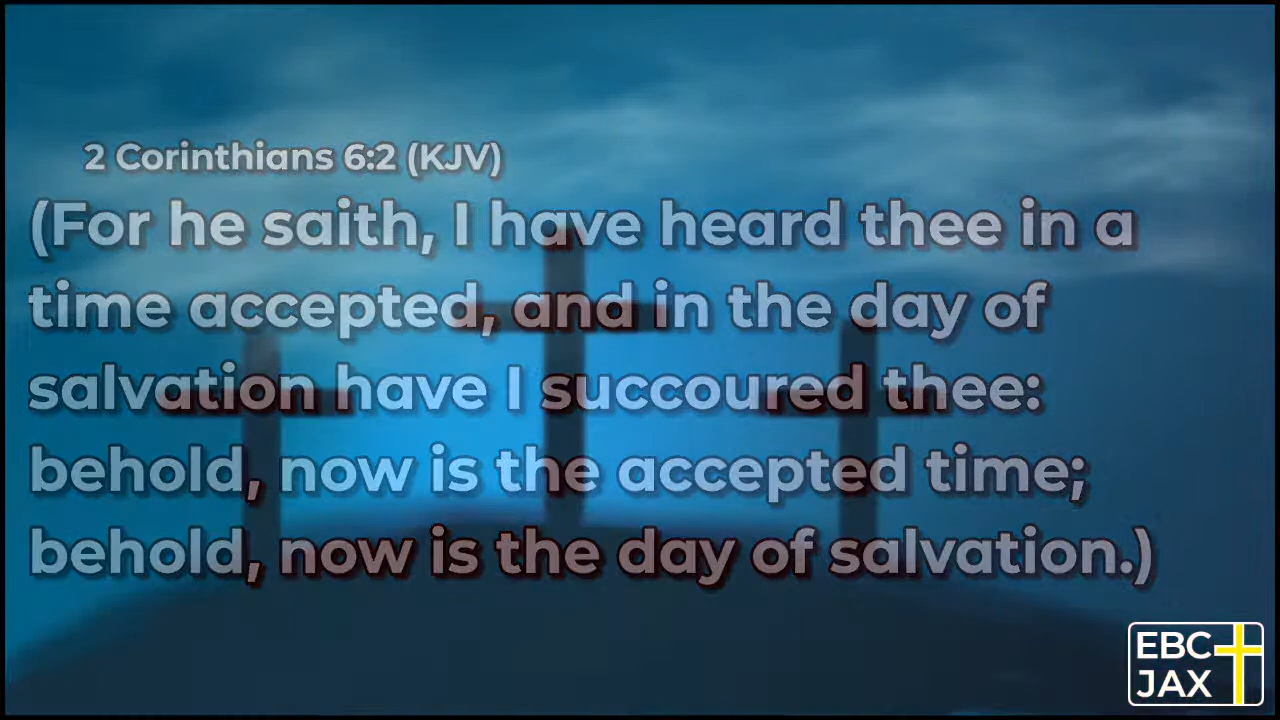 2 Corinthians 6:2 (KJV)
(For he saith, I have heard thee in a
time accepted, and in the day of
salvation have I succoured thee:
behold, now is the accepted time;
behold, now is the day of salvation.)
EBC
JAX